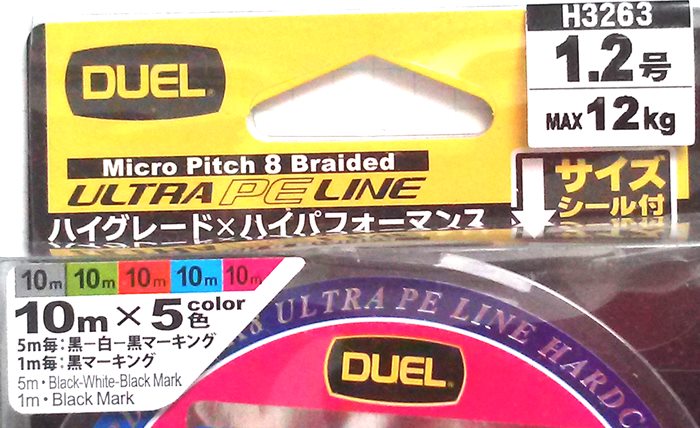 H3263
1.2号
MAX 12kg
DUEL
Micro Pitch 8 Braided
ULTRA PE LINE
ハイグレード×ハイパフォーマンス
サイズ
シール付
10m 10m 10m 10m 10m
10m×5color
色
5m毎:黒-白-黒マーキング
1m毎:黒マーキング
5m・Black-White-Black Mark
1m・Black Mark
8 ULTRA PE LINE HARDC
DUEL